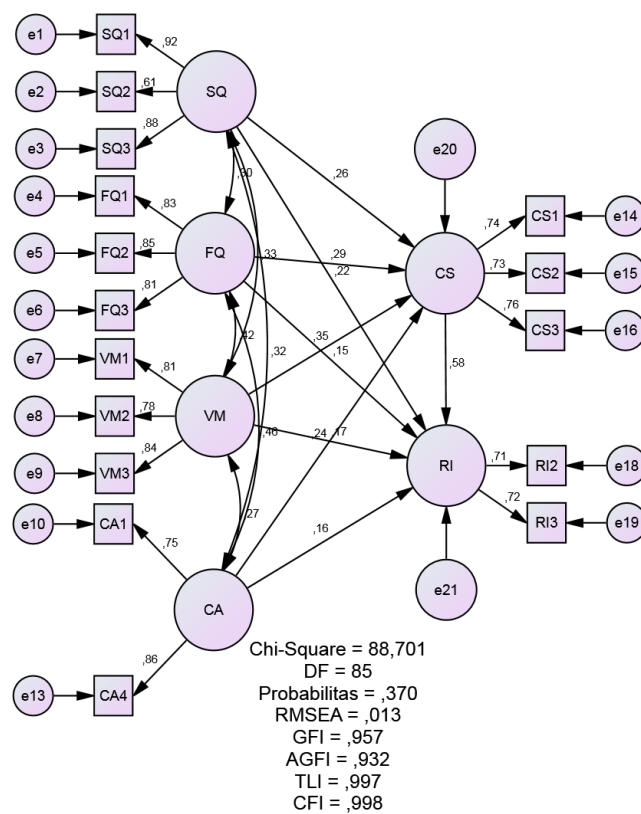 e1
SQ1
,92
e2
SQ2
,61
SQ
e3
SQ3
,88
e20
e4
FQ1
,83
,30
,26
CS1
e14
,74
e5
FQ2
,85
FQ
,33
,29
,22
CS
,73
CS2
e15
e6
FQ3
,81
,76
CS3
e16
e7
VM1
,81
,42
,32
,35
,15
,58
e8
VM2
,78
VM
,46
,24
,17
e9
VM3
,84
RI
,71
RI2
e18
,72
RI3
e19
e10
CA1
,75
,27
,16
CA
e21
,86
e13
CA4
Chi-Square = 88,701
DF = 85
Probabilitas = ,370
RMSEA = ,013
GFI = ,957
AGFI = ,932
TLI = ,997
CFI = ,998